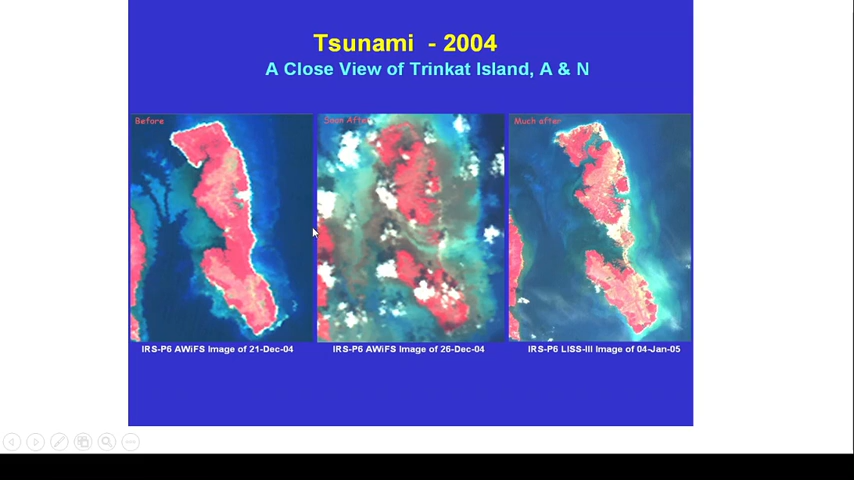 Tsunami - 2004
A Close View of Trinkat Island, A & N
Before
Soon After
Much after
IRS-P6 AWiFS Image of 21-Dec-04
IRS-P6 AWiFS Image of 26-Dec-04
IRS-P6 LISS-III Image of 04-Jan-05